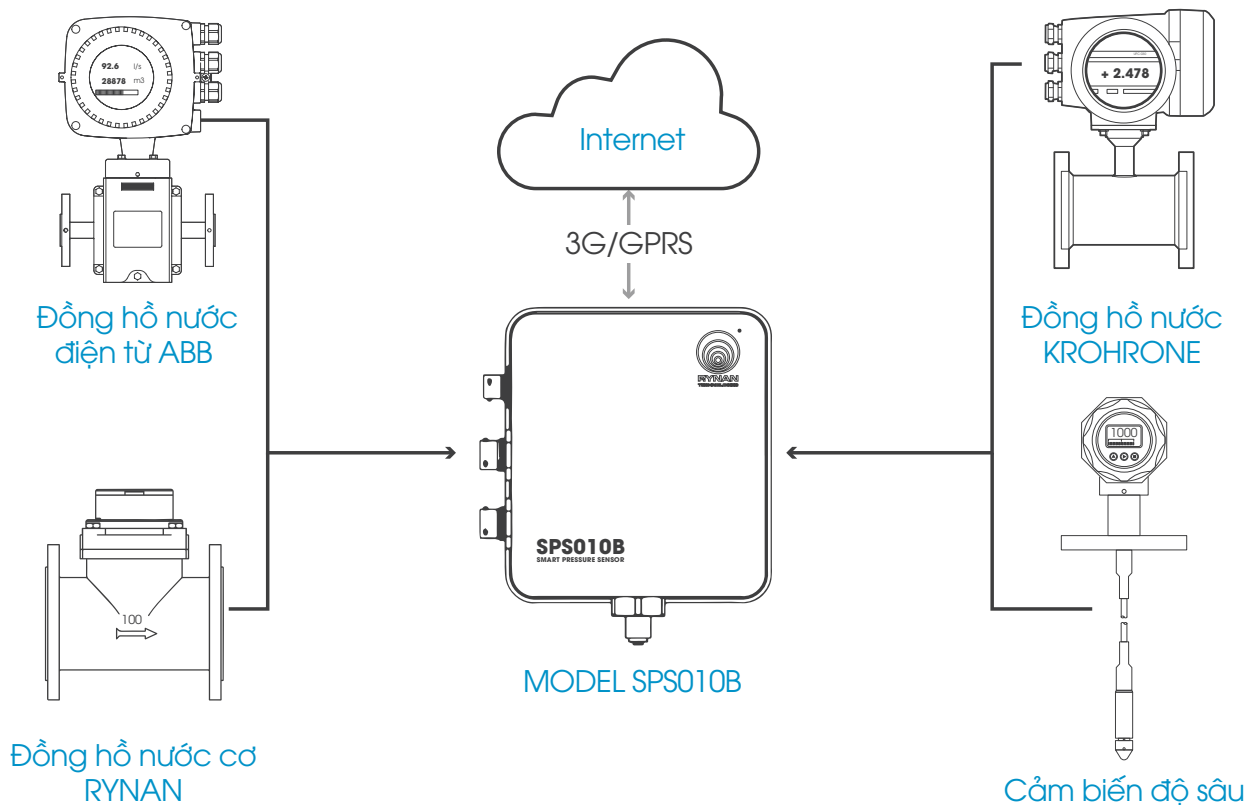 92.6 l/s
28878 m3
Đồng hồ nước
điện từ ABB
Internet
3G/GPRS
+ 2.478
Đồng hồ nước
KROHRONE
RYNAN
TECHNOLOGIES
SPS010B
SMART PRESSURE SENSOR
MODEL SPS010B
100
Đồng hồ nước cơ
RYNAN
1000
Cảm biến độ sâu